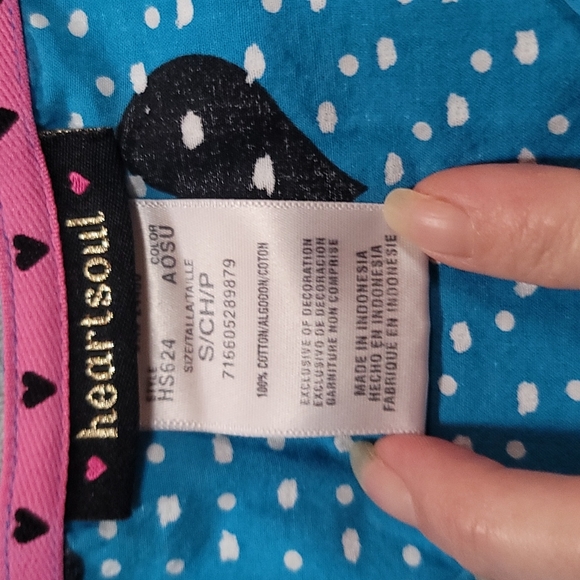 heartsoul
STYLE COLOR
HS624 AOSU
SIZE/TALLA/TAILLE
S/CH/P
716605289879
100% COTTON/ALGODON/COTON
EXCLUSIVE OF DECORATION
EXCLUSIVO DE DECORACION
GARNITURE NON COMPRISE
MADE IN INDONESIA
HECHO EN INDONESIA
FABRIQUE EN INDONESIE